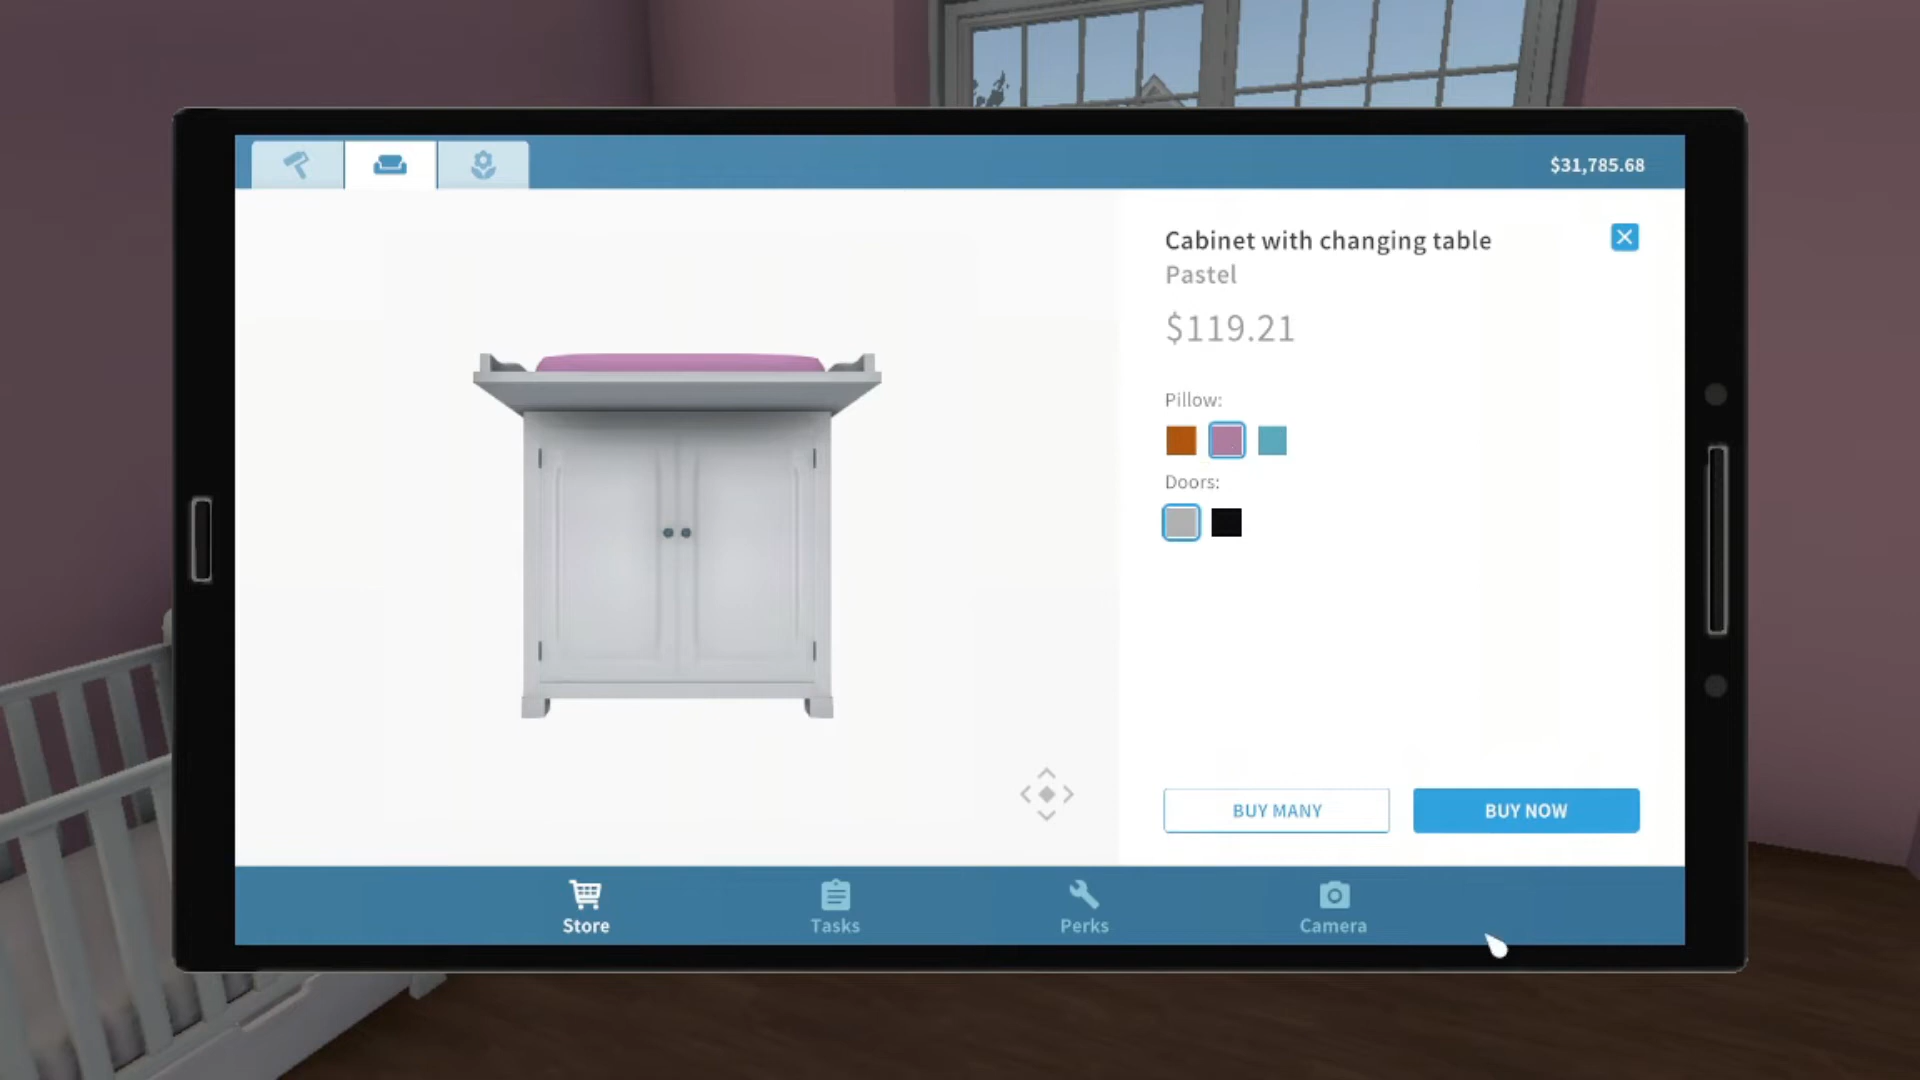 $31,785.68
Cabinet with changing table
Pastel
$119.21
Pillow:
Doors:
BUY MANY
BUY NOW
Store
Tasks
Perks
Camera